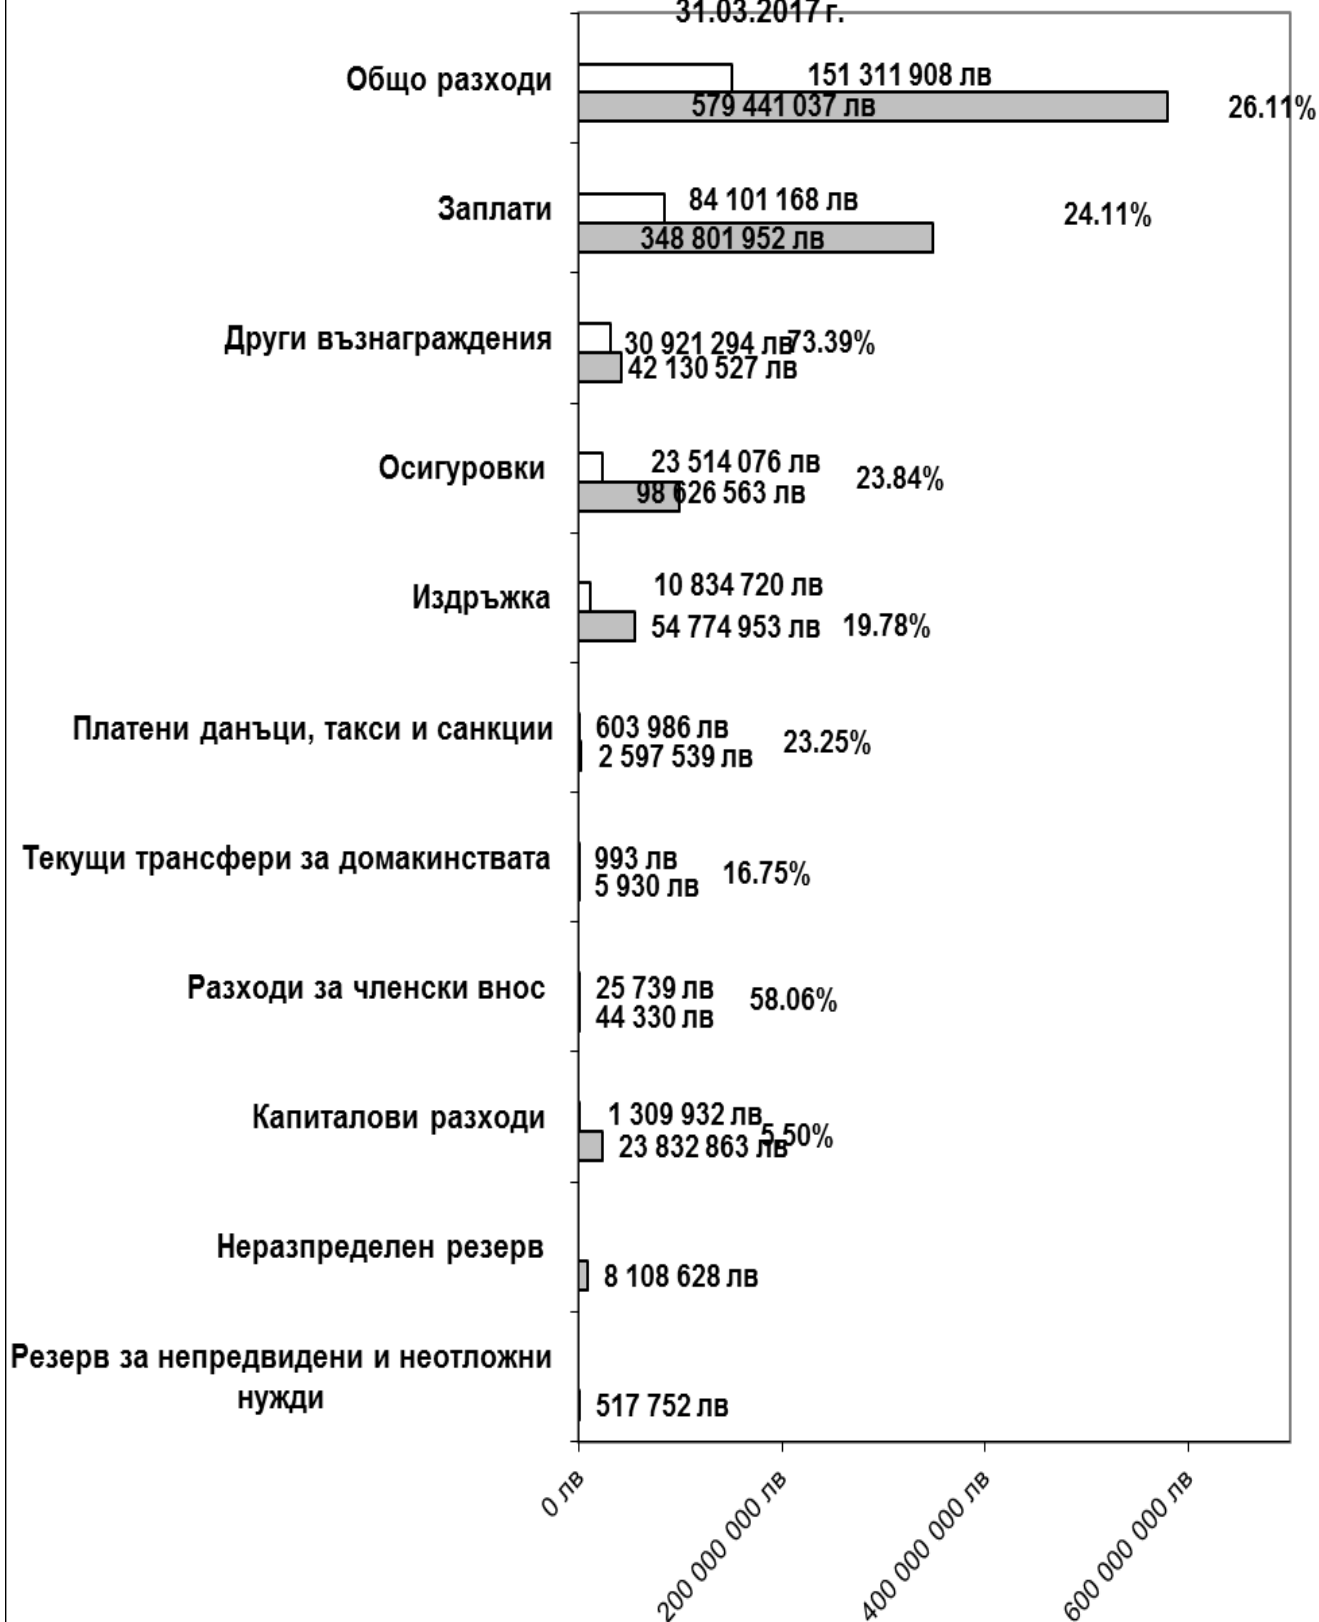 31.03.2017 г.
Общо разходи
151 311 908 лв
579 441 037 лв
26.11%
Заплати
84 101 168 лв
24.11%
348 801 952 лв
Други възнаграждения
30 921 294 лв
73.39%
42 130 527 лв
Осигуровки
23 514 076 лв
23.84%
98 626 563 лв
Издръжка
10 834 720 лв
54 774 953 лв
19.78%
Платени данъци, такси и санкции
603 986 лв
23.25%
2 597 539 лв
Текущи трансфери за домакинствата
993 лв
16.75%
5 930 лв
Разходи за членски внос
25 739 лв
58.06%
44 330 лв
Капиталови разходи
1 309 932 лв
5.50%
23 832 863 лв
Неразпределен резерв
8 108 628 лв
Резерв за непредвидени и неотложни
нужди
517 752 лв
0 лв
200 000 000 лв
400 000 000 лв
600 000 000 лв